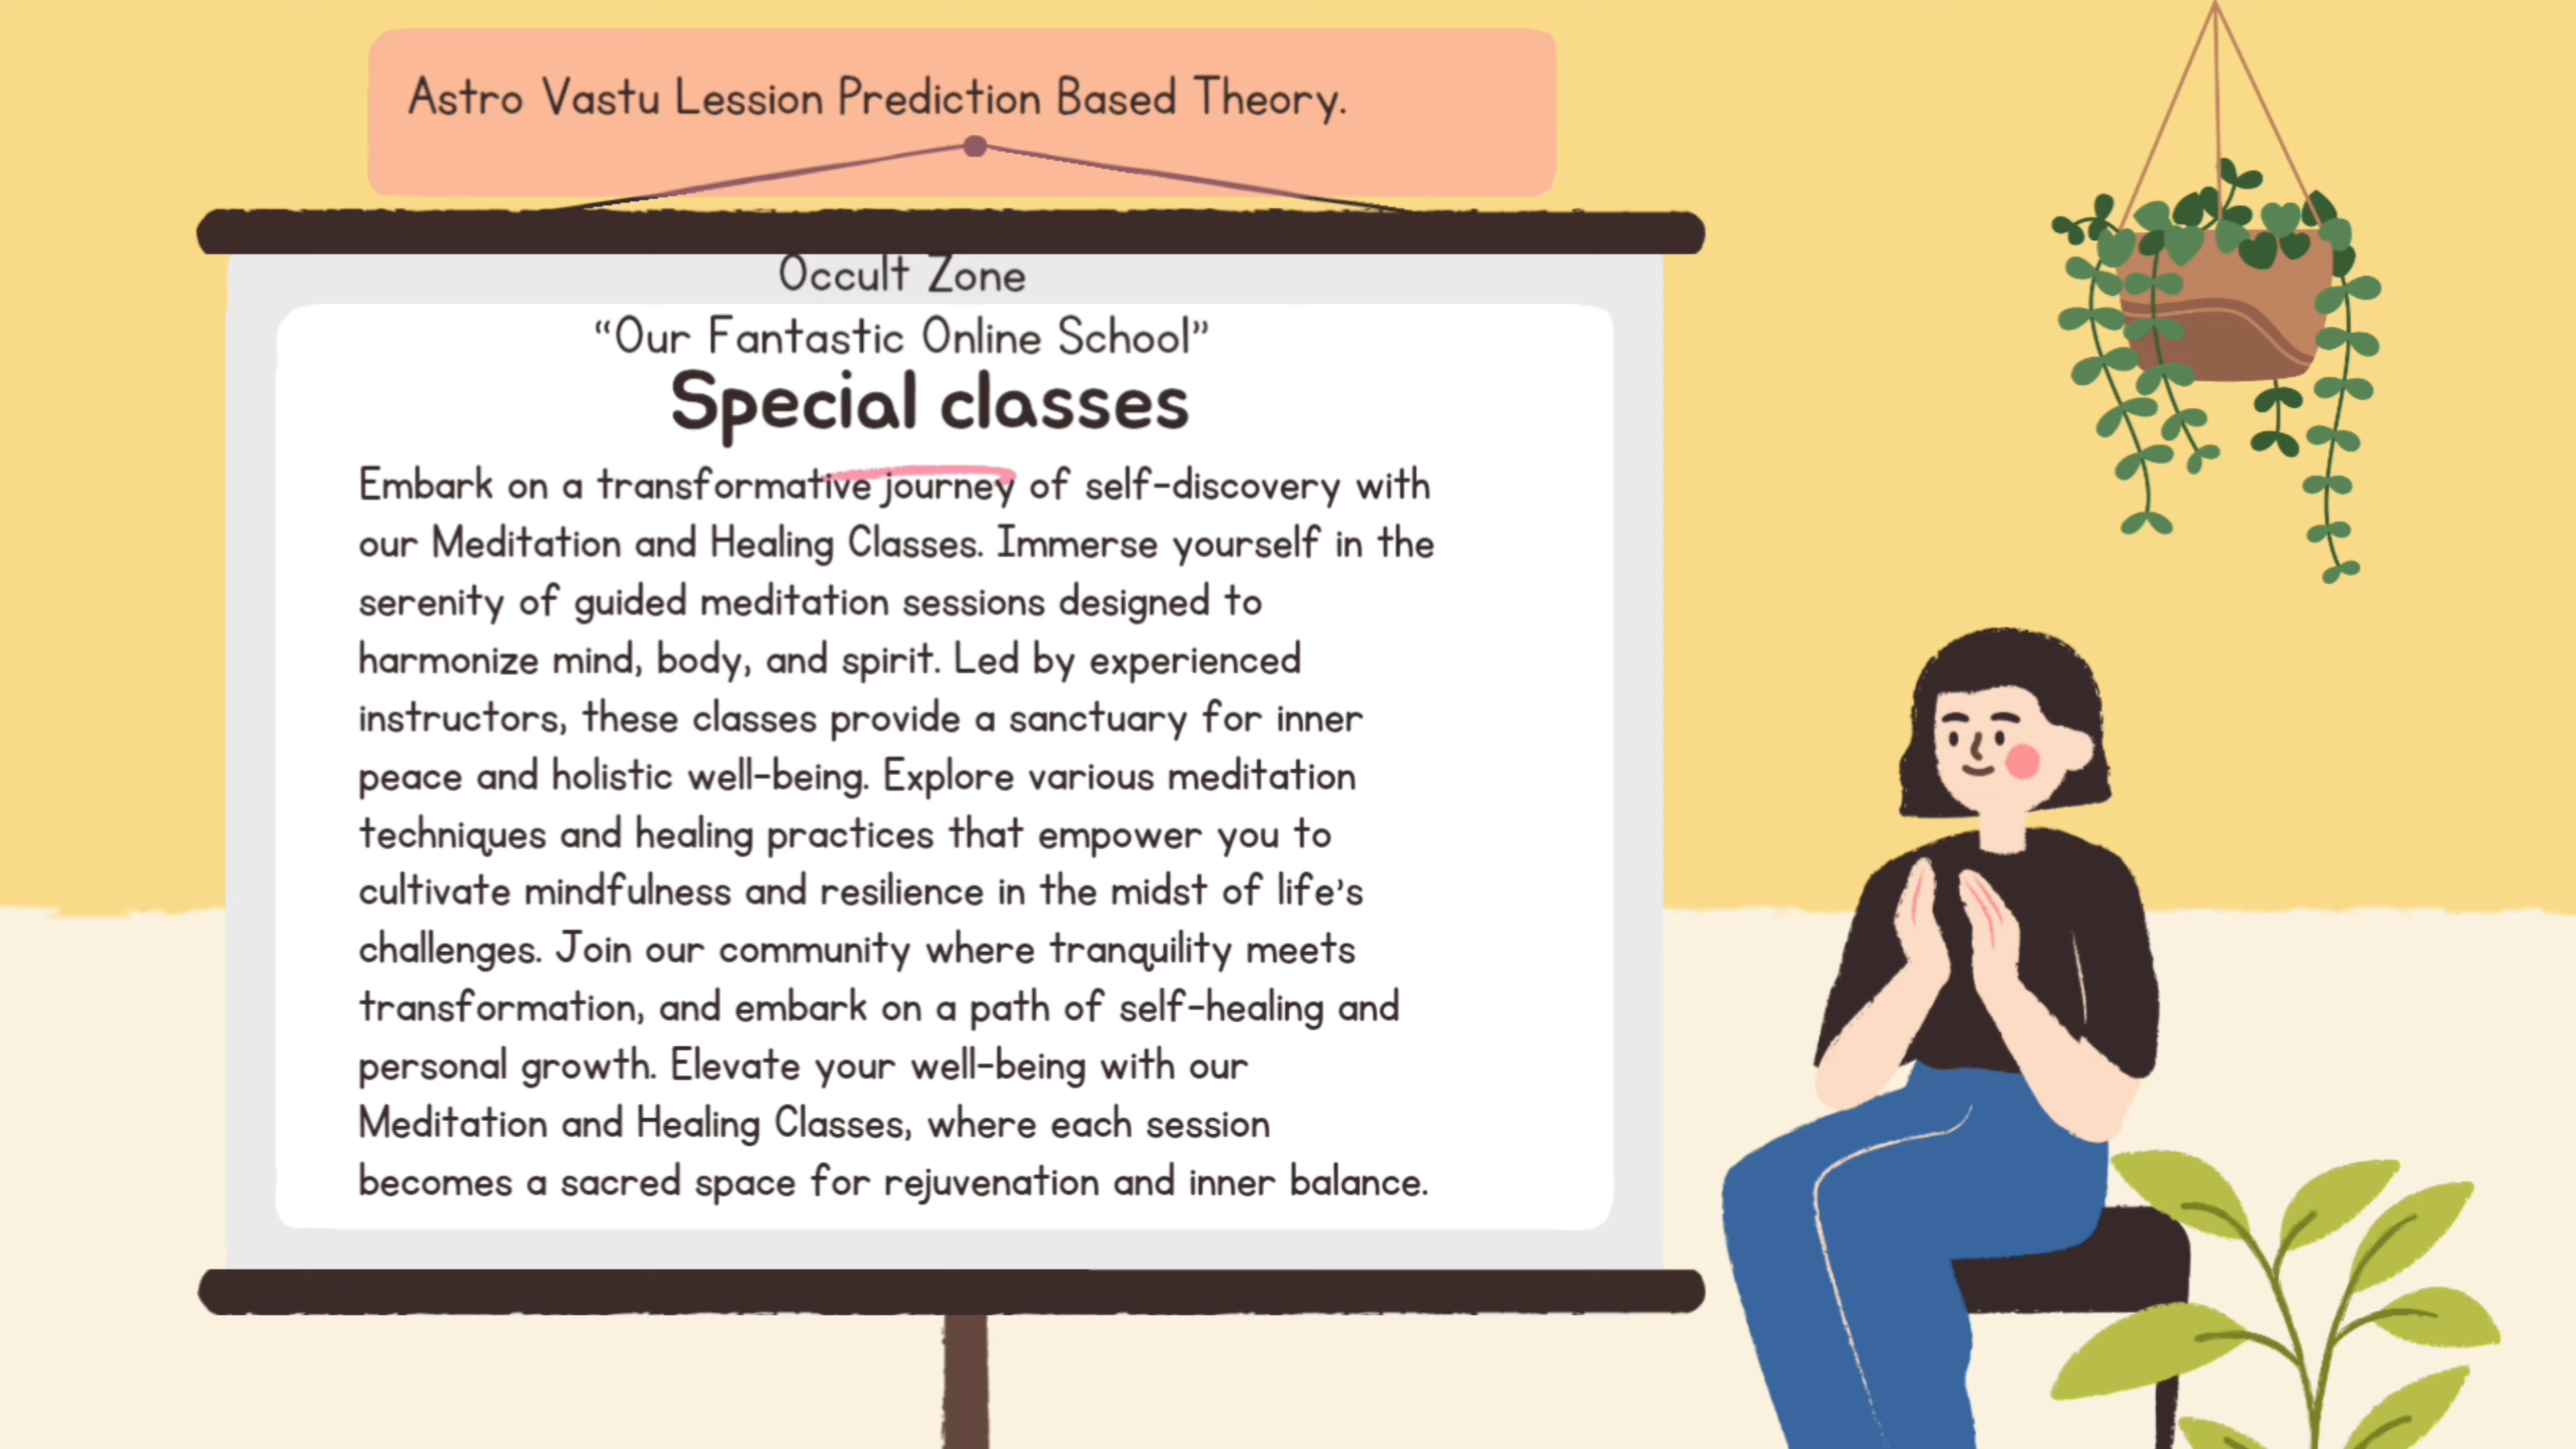 Astro Vastu Lession Prediction Based Theory.
Occult Zone
“Our Fantastic Online School”
Special classes
Embark on a transformative journey of self-discovery with
our Meditation and Healing Classes. Immerse yourself in the
serenity of guided meditation sessions designed to
harmonize mind, body, and spirit. Led by experienced
instructors, these classes provide a sanctuary for inner
peace and holistic well-being. Explore various meditation
techniques and healing practices that empower you to
cultivate mindfulness and resilience in the midst of life's
challenges. Join our community where tranquility meets
transformation, and embark on a path of self-healing and
personal growth. Elevate your well-being with our
Meditation and Healing Classes, where each session
becomes a sacred space for rejuvenation and inner balance.